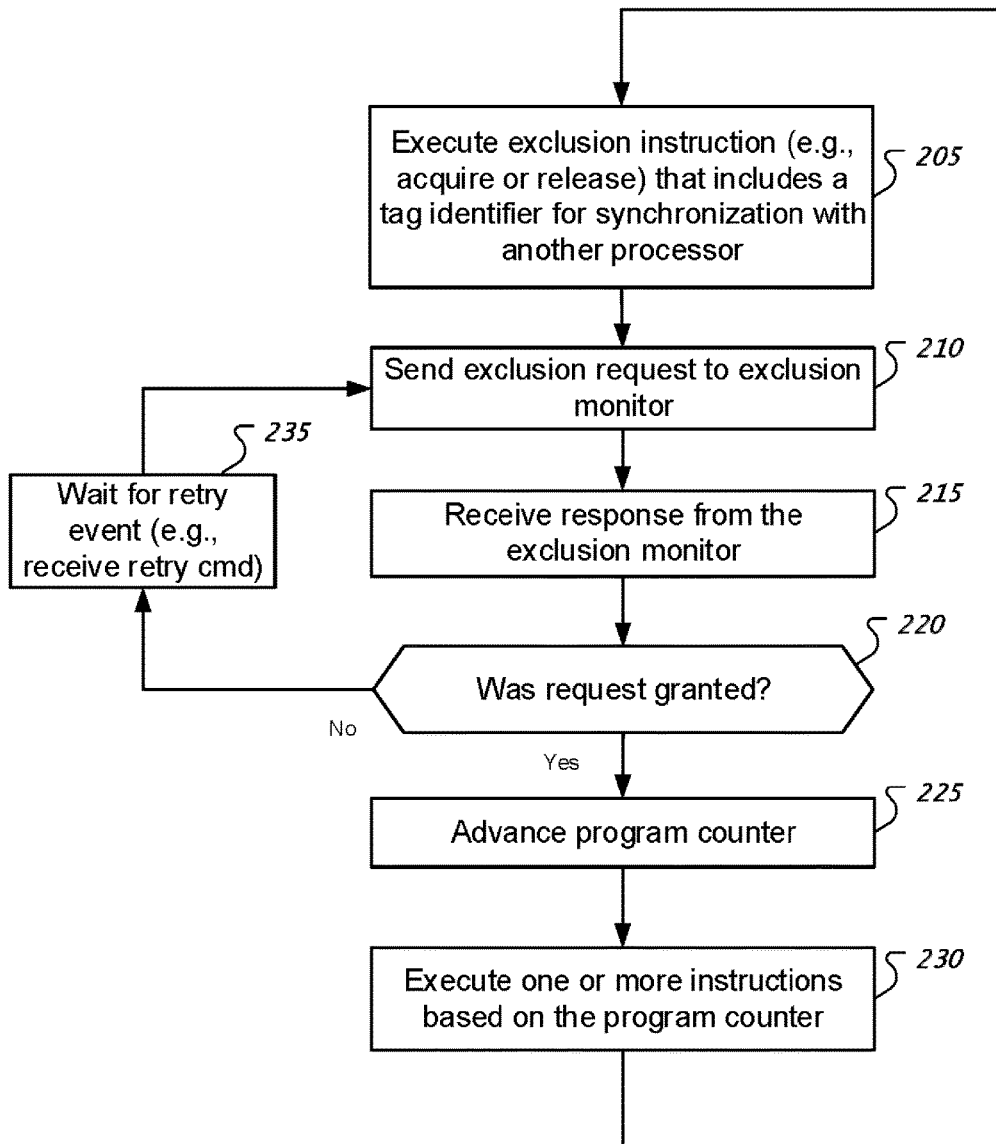 Execute exclusion instruction (e.g.,
acquire or release) that includes a
tag identifier for synchronization with
another processor
205
Send exclusion request to exclusion
monitor
210
235
Wait for retry
event (e.g.,
receive retry cmd)
Receive response from the
exclusion monitor
215
Was request granted?
220
No
Yes
Advance program counter
225
Execute one or more instructions
based on the program counter
230